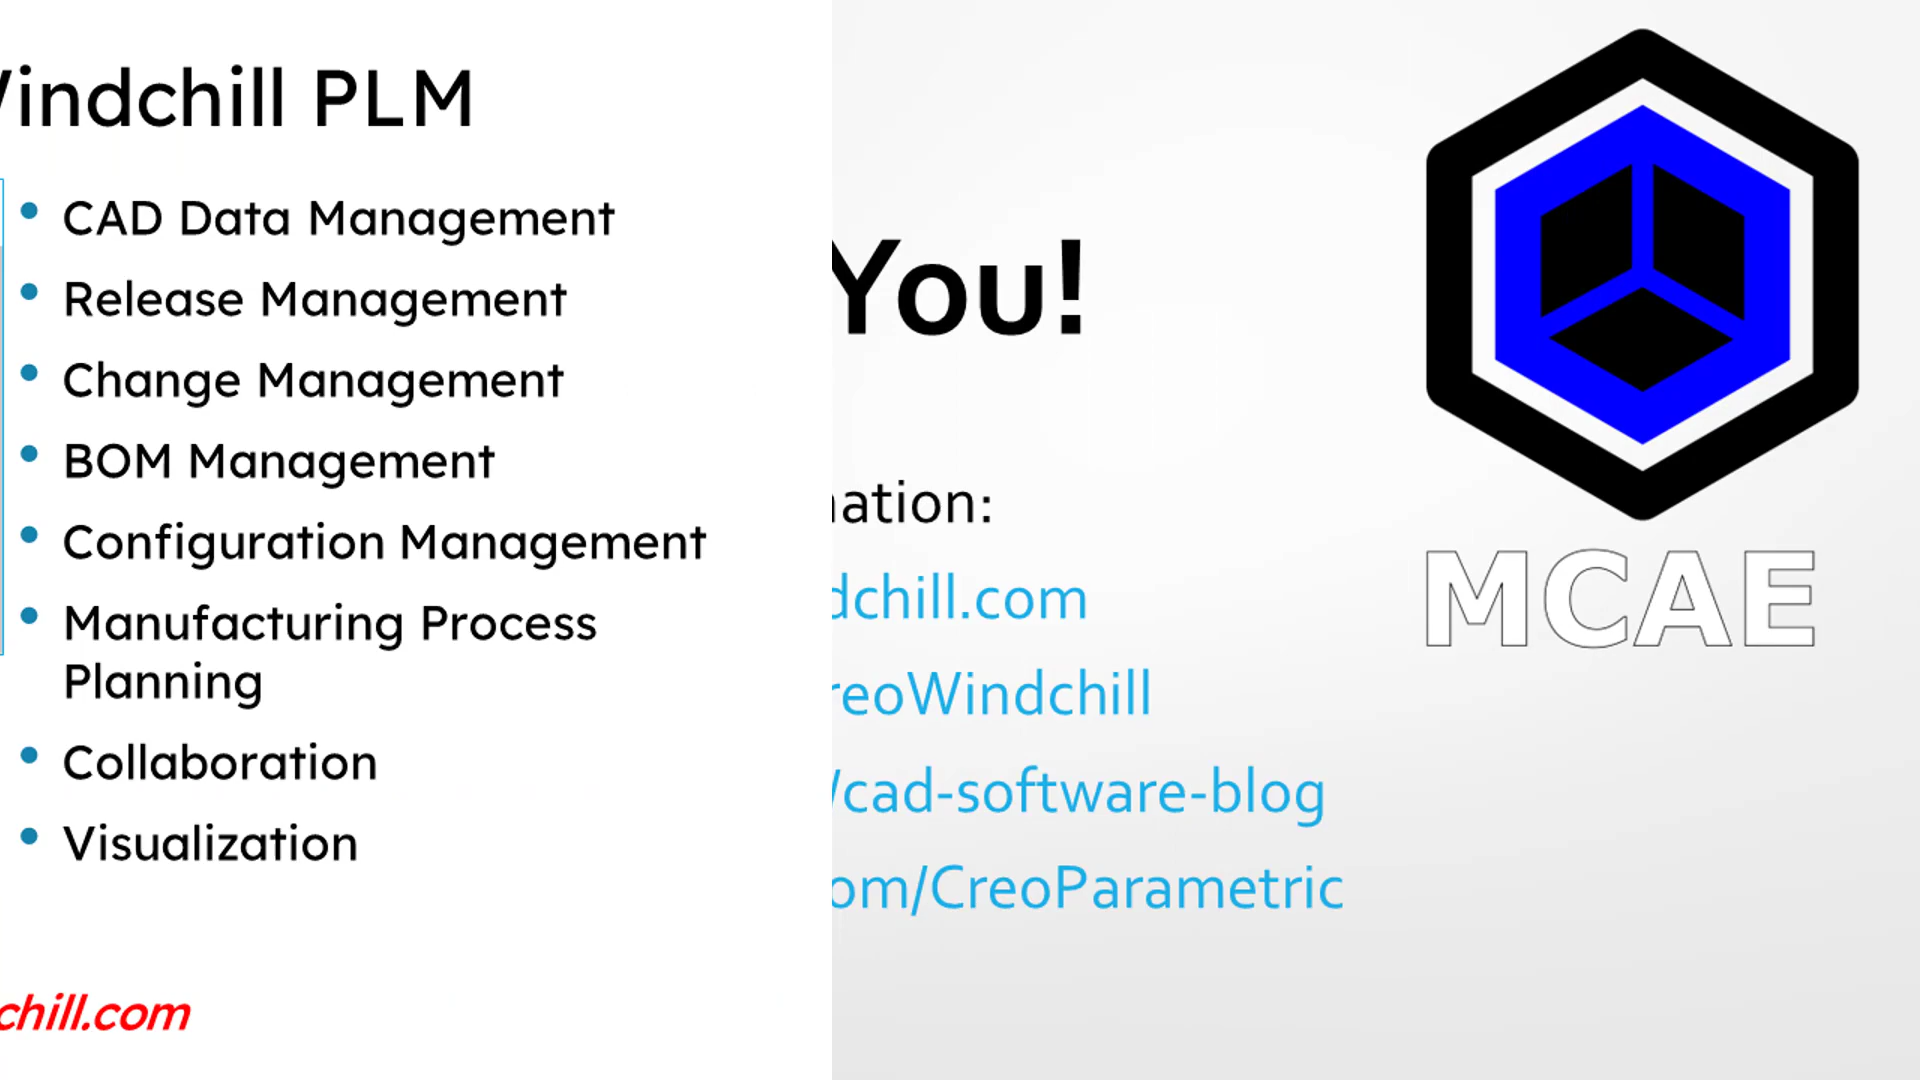 indchill PLM
• CAD Data Management
• Release Management
• Change Management
• BOM Management
• Configuration Management
• Manufacturing Process
Planning
• Collaboration
• Visualization
chill.com
You!
ation:
dchill.com
reoWindchill
/cad-software-blog
om/CreoParametric
MCAE